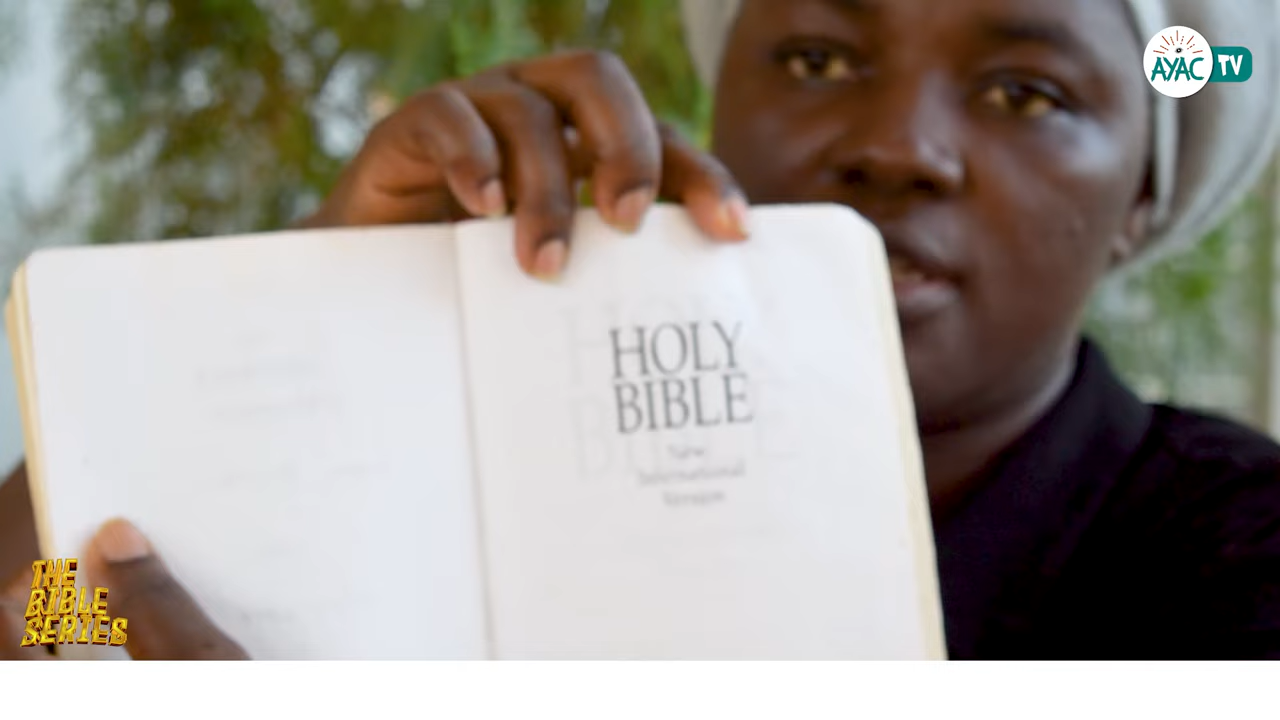 AYAC TV
HOLY
BIBLE
New
International
Version
THE
BIBLE
SERIES